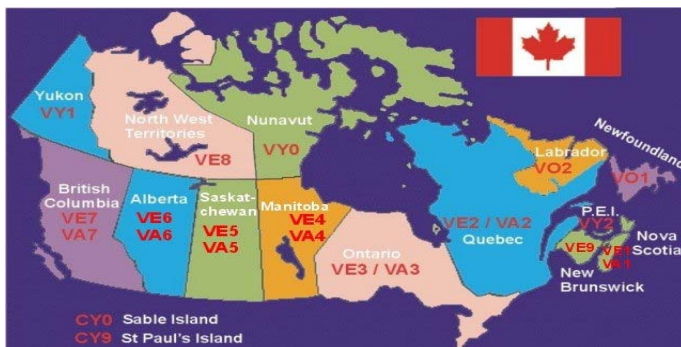 Yukon
VY1
North West
Territories
VE8
Nunavut
VY0
British
Columbia
VE7
VA7
Alberta
VE6
VA6
Saskat-
chewan
VE5
VA5
Manitoba
VE4
VA4
Ontario
VE3 / VA3
VE2 / VA2
Quebec
Labrador
VO2
Newfoundland
VO1
P.E.I.
VY2
VE9
New
Brunswick
VE1
VA1
Nova
Scotia
CY0 Sable Island
CY9 St Paul's Island